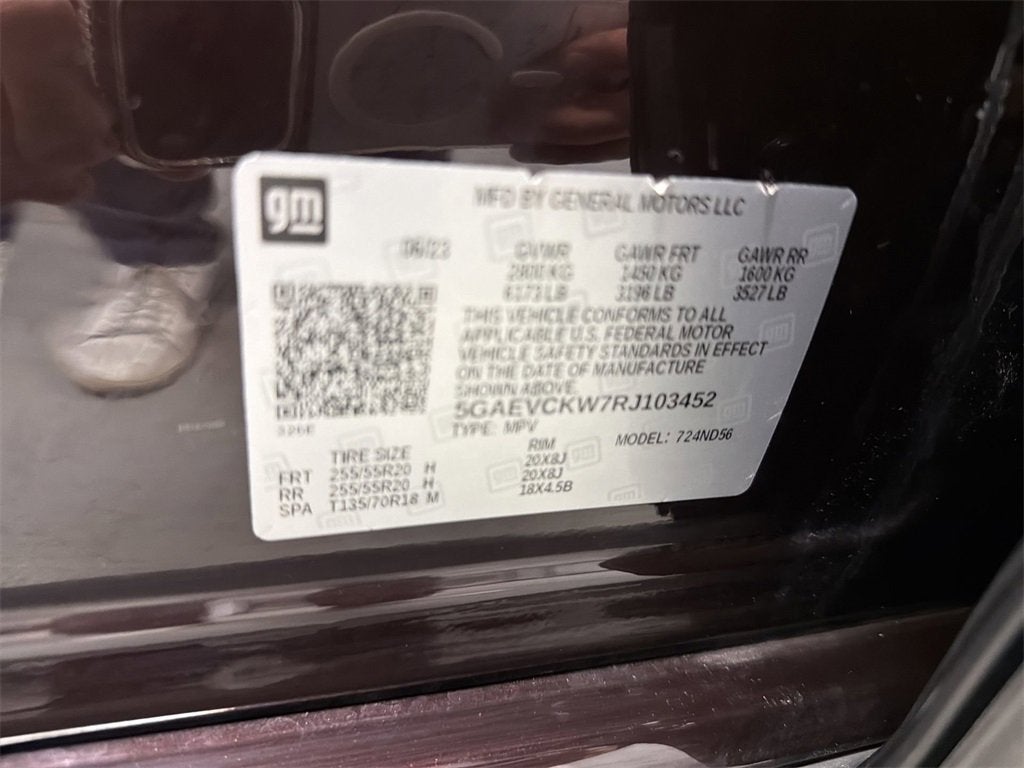 gm
MFD BY GENERAL MOTORS LLC
06/23 GVWR GAWR FRT GAWR RR
2800 KG 1450 KG 1600 KG
6173 LB 3196 LB 3527 LB
THIS VEHICLE CONFORMS TO ALL
APPLICABLE U.S. FEDERAL MOTOR
VEHICLE SAFETY STANDARDS IN EFFECT
ON THE DATE OF MANUFACTURE
SHOWN ABOVE.
5GAEVCKW7RJ103452
326E
TYPE: MPV MODEL: 724ND56
TIRE SIZE RIM
FRT 255/55R20 H 20X8J
RR 255/55R20 H 20X8J
SPA T135/70R18 M 18X4.5B